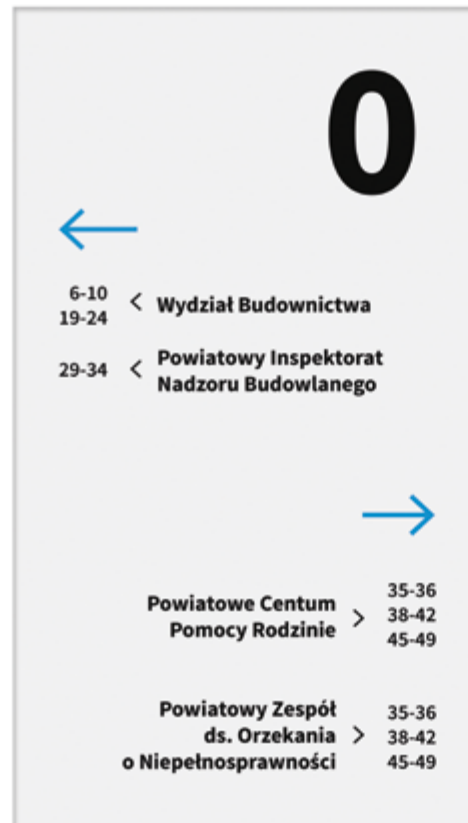 0
6-10
19-24
< Wydział Budownictwa
29-34 < Powiatowy Inspektorat
Nadzoru Budowlanego
Powiatowe Centum
Pomocy Rodzinie >
35-36
38-42
45-49
Powiatowy Zespół
ds. Orzekania
o Niepełnosprawności >
35-36
38-42
45-49